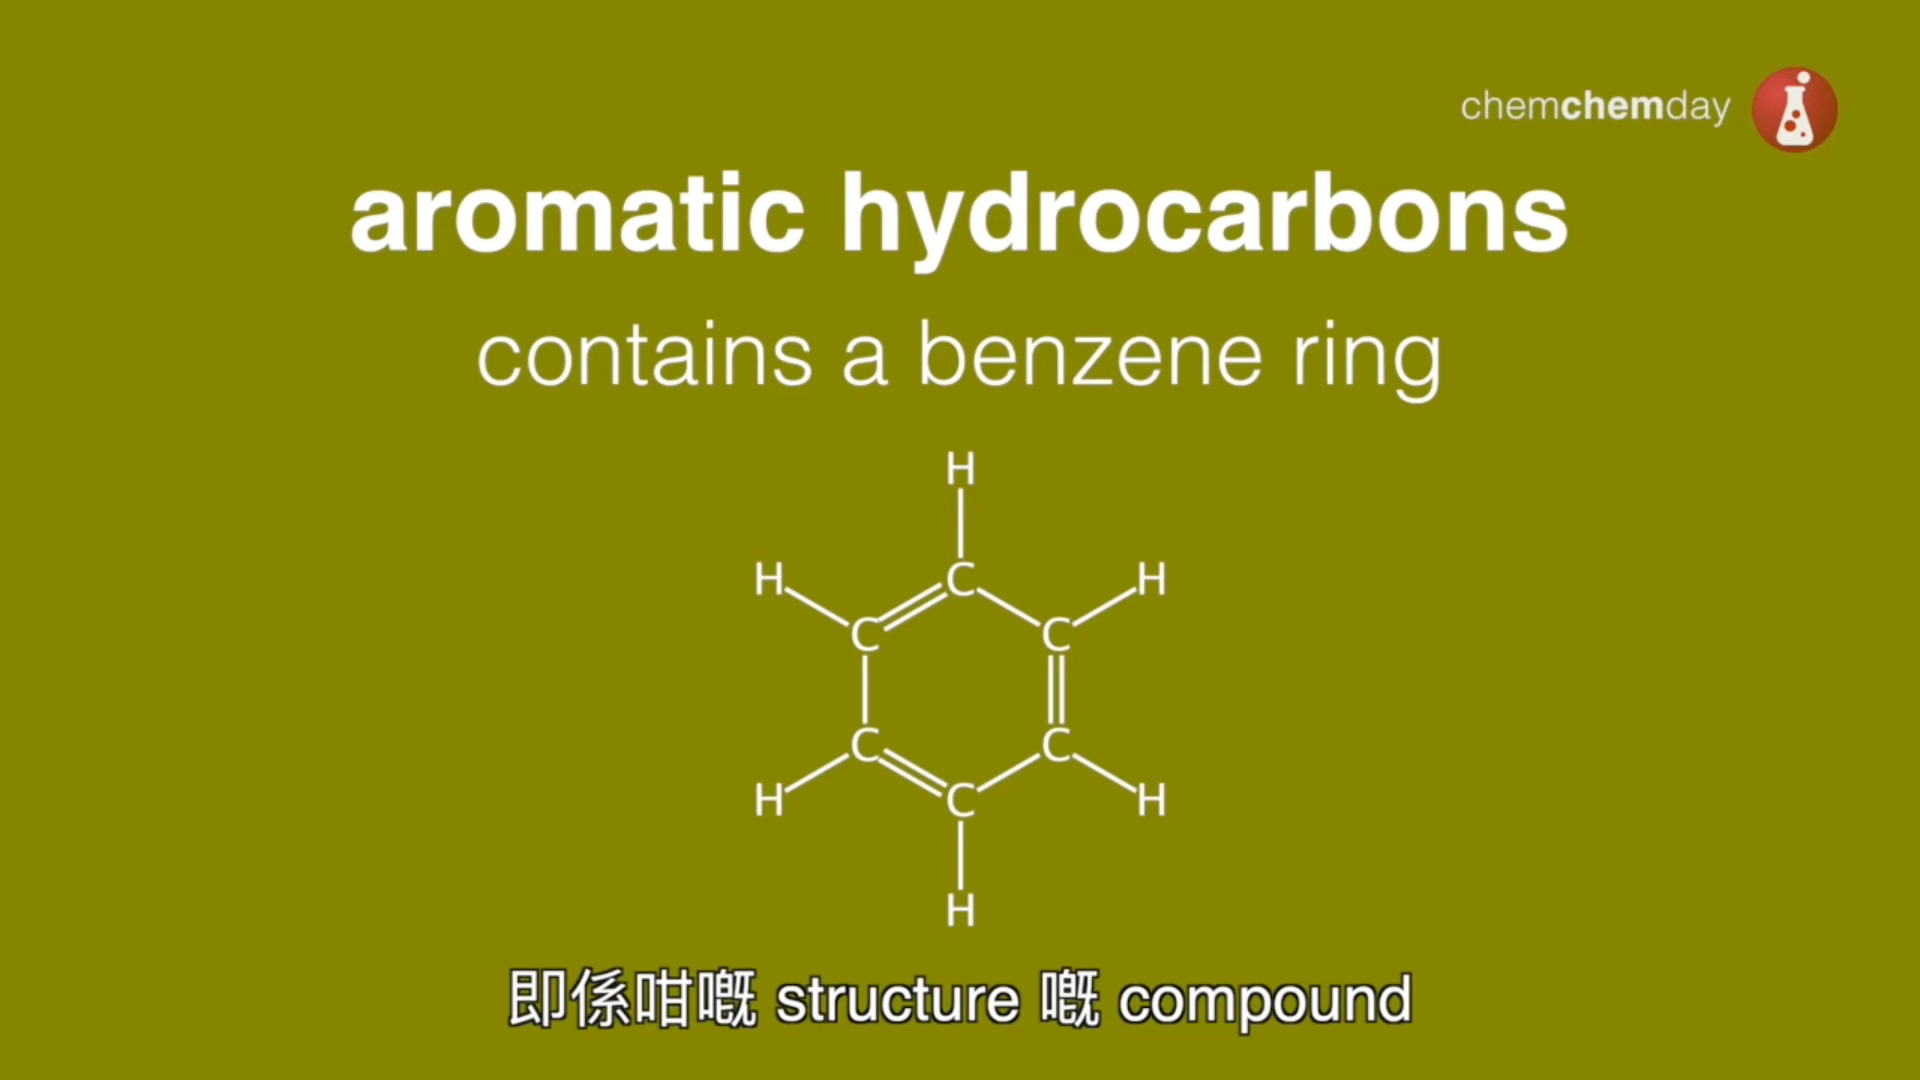 chemchemday
aromatic hydrocarbons
contains a benzene ring
H
H C H
C C
C C
H C H
H
即係咁嘅 structure 嘅 compound